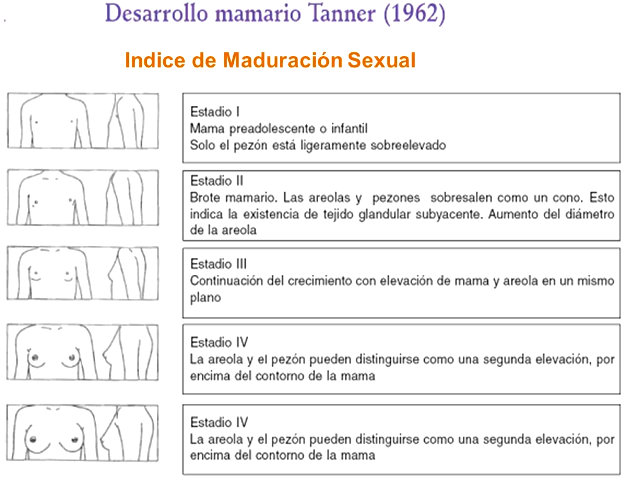 Desarrollo mamario Tanner (1962)
Indice de Maduración Sexual
Estadio I
Mama preadolescente o infantil
Solo el pezón está ligeramente sobreelevado
Estadio II
Brote mamario. Las areolas y pezones sobresalen como un cono. Esto
indica la existencia de tejido glandular subyacente. Aumento del diámetro
de la areola
Estadio III
Continuación del crecimiento con elevación de mama y areola en un mismo
plano
Estadio IV
La areola y el pezón pueden distinguirse como una segunda elevación, por
encima del contorno de la mama
Estadio IV
La areola y el pezón pueden distinguirse como una segunda elevación, por
encima del contorno de la mama